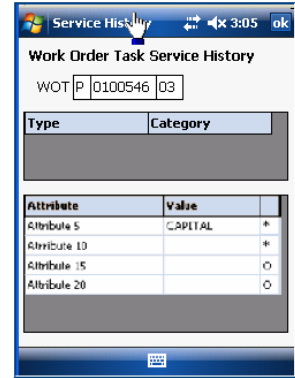 Service History 3:05 ok
Work Order Task Service History
WOT P 0100546 03
Type Category
Attribute Value
Attribute 5 CAPITAL *
Attribute 10 *
Attribute 15 O
Attribute 20 O